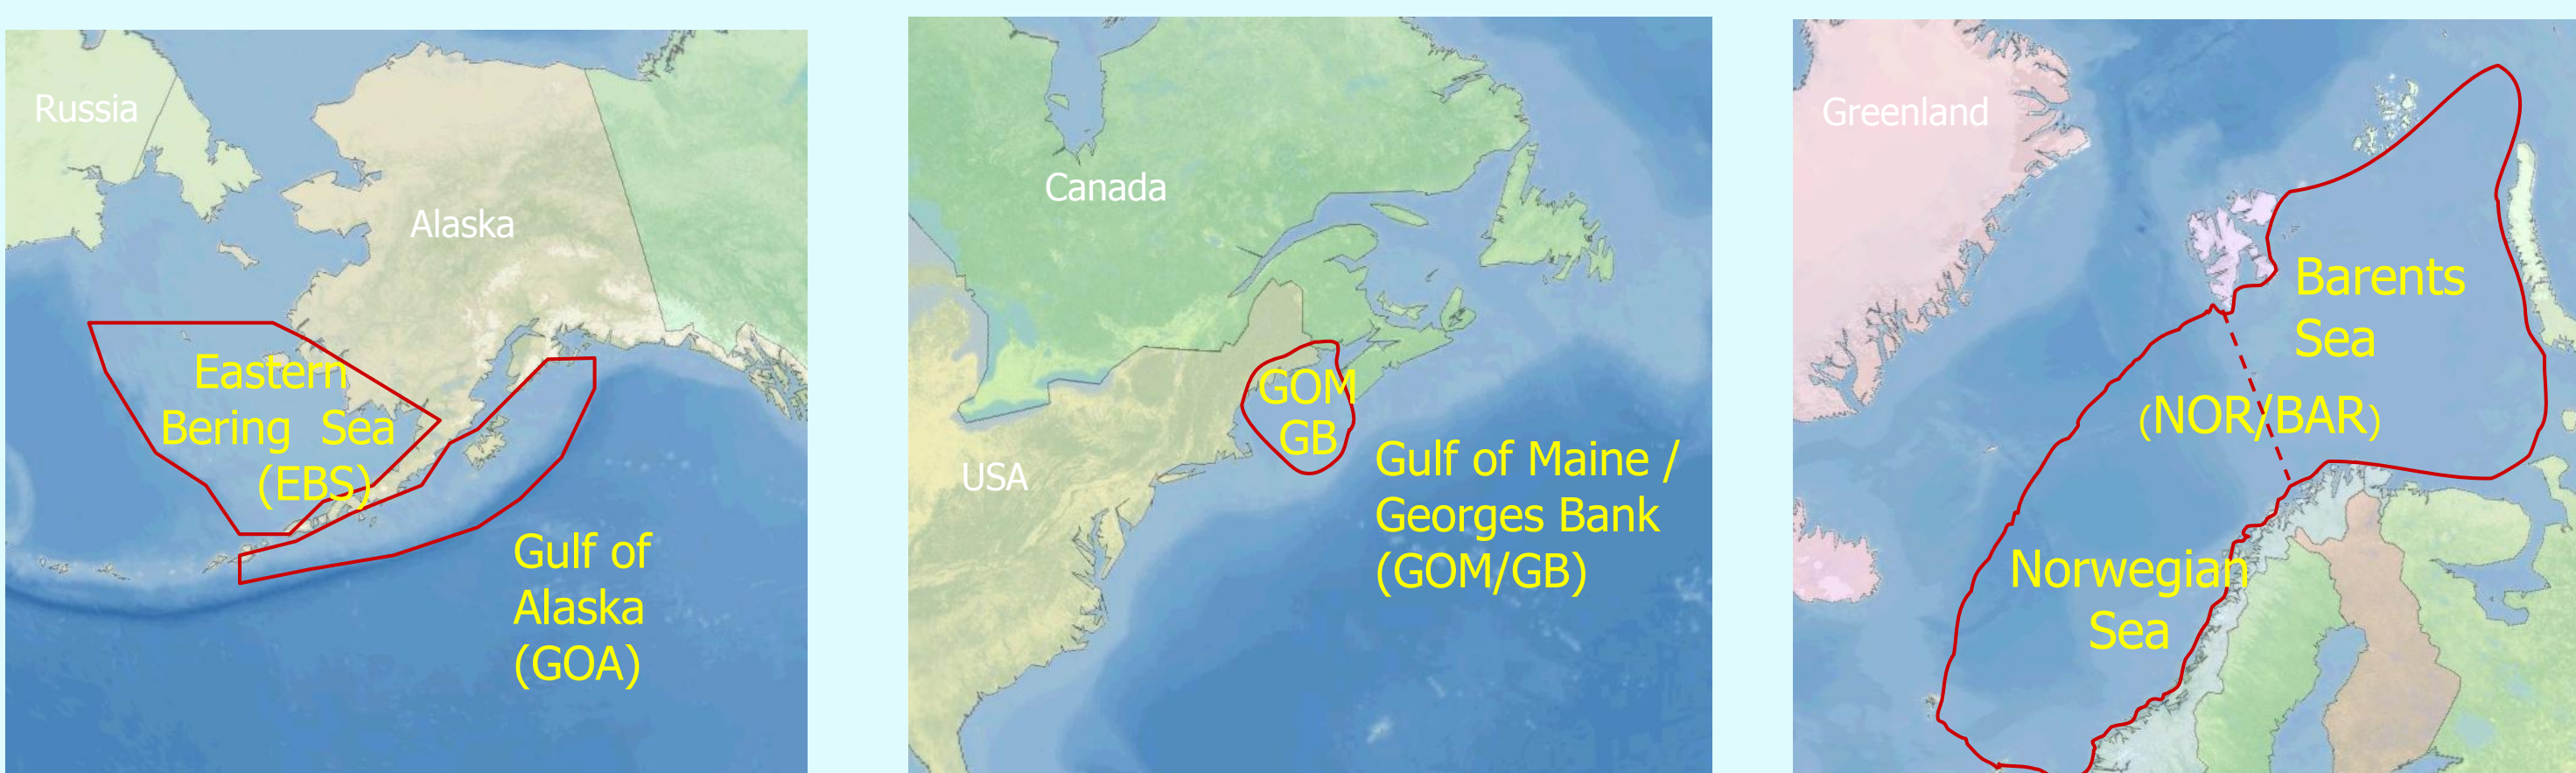 Russia
Alaska
Eastern
Bering Sea
(EBS)
Gulf of
Alaska
(GOA)
Canada
USA
GOM
GB
Gulf of Maine /
Georges Bank
(GOM/GB)
Greenland
Barents
Sea
(NOR/BAR)
Norwegian
Sea